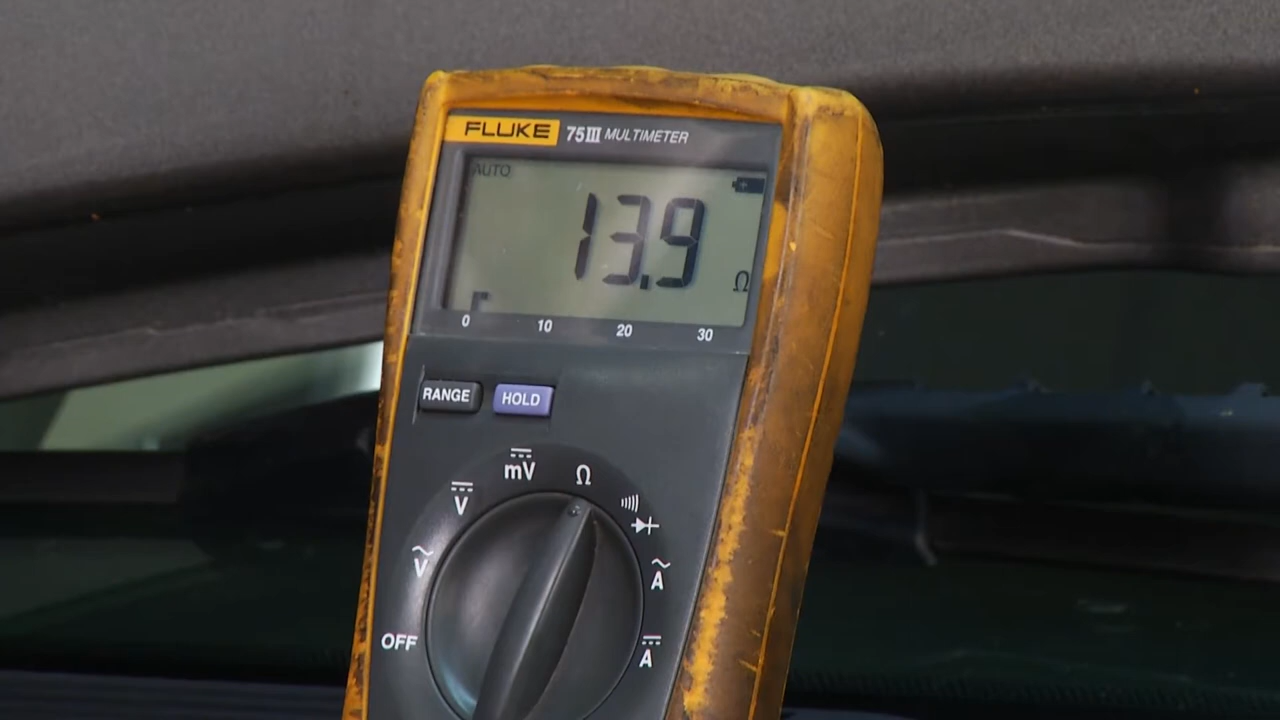 FLUKE 75III MULTIMETER
AUTO
13.9
Ω
0 10 20 30
RANGE HOLD
mV Ω
V
V
A
OFF
A